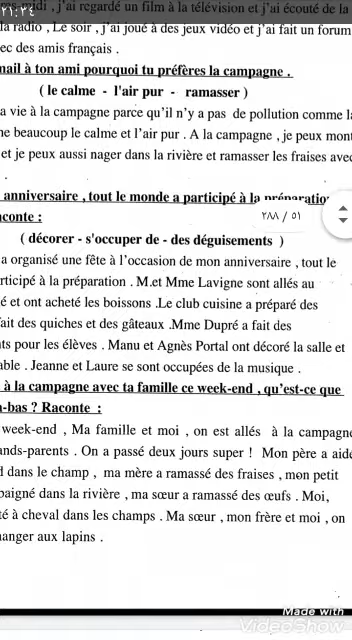 ٢١:٢٤
, j'ai regardé un film à la télévision et j'ai écouté de la
la radio , Le soir , j'ai joué à des jeux vidéo et j'ai fait un forum
ec des amis français .
nail à ton ami pourquoi tu préfères la campagne .
( le calme - l'air pur - ramasser )
a vie à la campagne parce qu'il n'y a pas de pollution comme la
ne beaucoup le calme et l'air pur . A la campagne , je peux mont
et je peux aussi nager dans la rivière et ramasser les fraises avec
.
anniversaire , tout le monde a participé à la préparation
aconte :
٢٨٨ / ٥١
( décorer - s'occuper de - des déguisements )
a organisé une fête à l'occasion de mon anniversaire , tout le
rticipé à la préparation . M.et Mme Lavigne sont allés au
é et ont acheté les boissons .Le club cuisine a préparé des
fait des quiches et des gâteaux .Mme Dupré a fait des
ts pour les élèves . Manu et Agnès Portal ont décoré la salle et
able . Jeanne et Laure se sont occupées de la musique .
à la campagne avec ta famille ce week-end , qu'est-ce que
-bas ? Raconte :
week-end , Ma famille et moi , on est allés à la campagne
ands-parents . On a passé deux jours super ! Mon père a aidé
d dans le champ , ma mère a ramassé des fraises , mon petit
baigné dans la rivière , ma sœur a ramassé des œufs . Moi,
té à cheval dans les champs . Ma sœur , mon frère et moi , on
anger aux lapins .
Made with
VideoShow